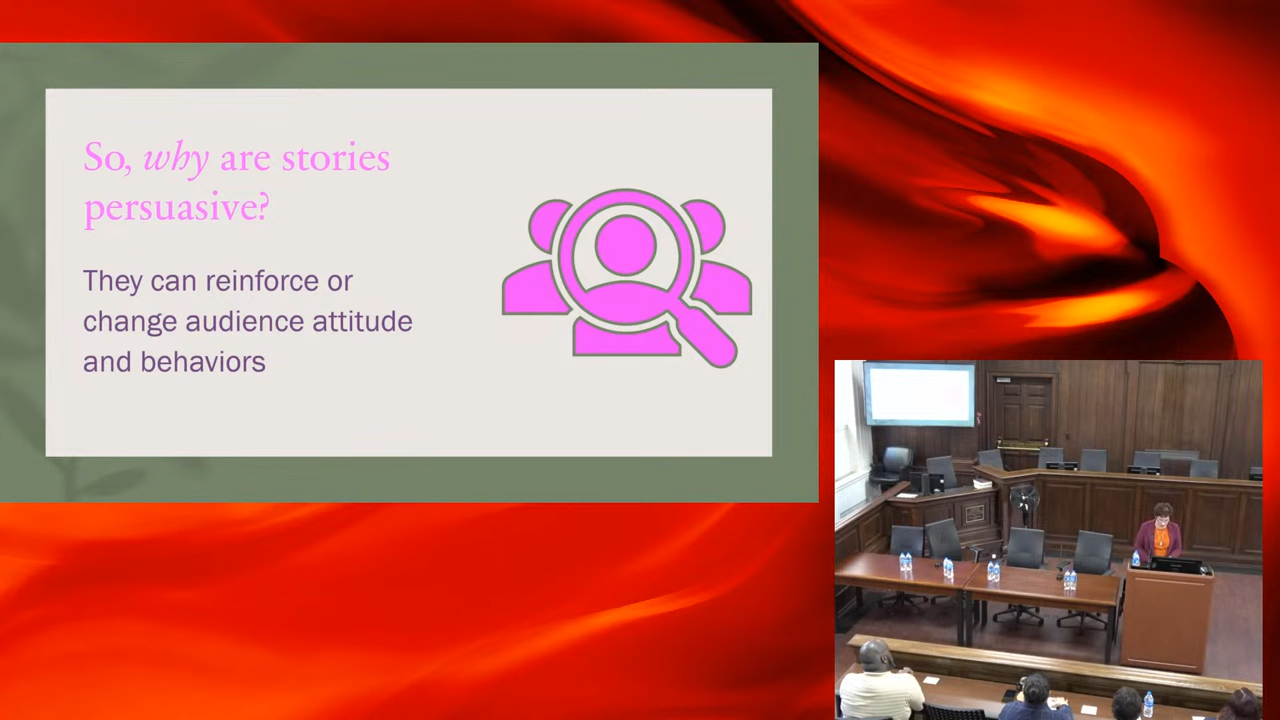 So, why are stories
persuasive?
They can reinforce or
change audience attitude
and behaviors